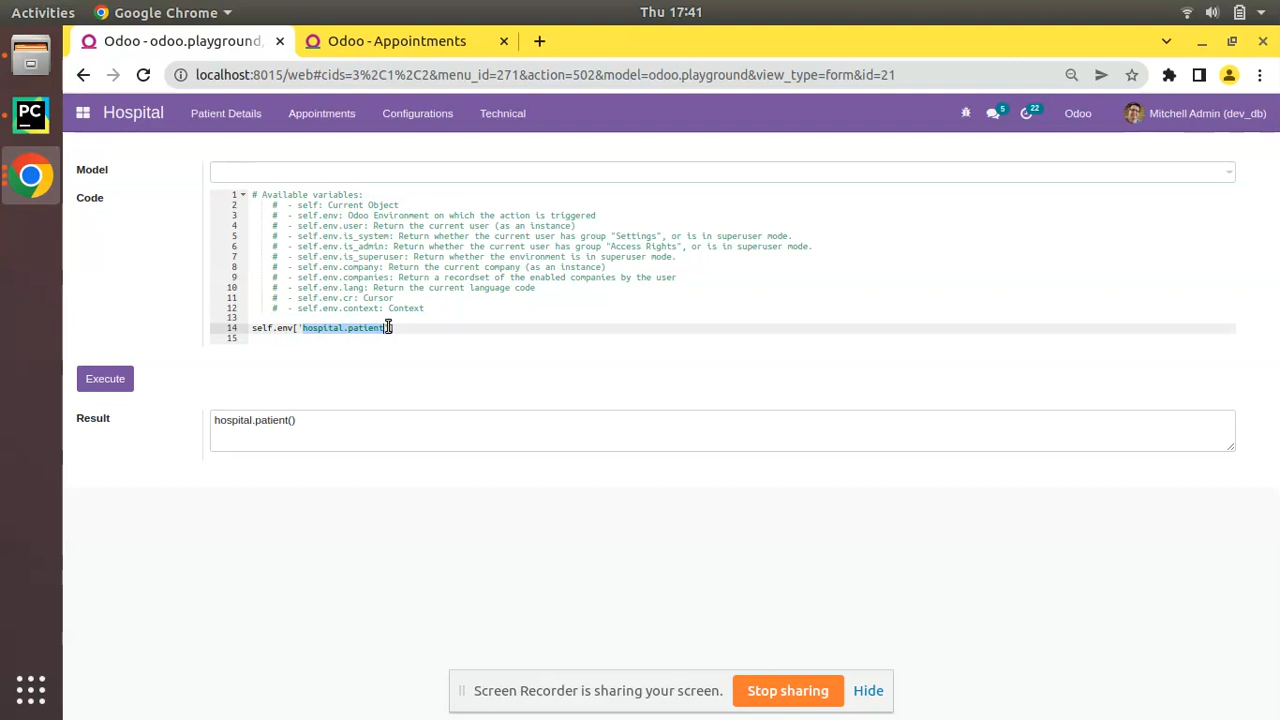 Activities Google Chrome Thu 17:41
Odoo - odoo.playground, Odoo - Appointments
localhost:8015/web#cids=3%2C1%2C2&menu_id=271&action=502&model=odoo.playground&view_type=form&id=21
Hospital Patient Details Appointments Configurations Technical 5 22 Odoo Mitchell Admin (dev_db)
Model
Code
1 # Available variables:
2 # - self: Current Object
3 # - self.env: Odoo Environment on which the action is triggered
4 # - self.env.user: Return the current user (as an instance)
5 # - self.env.is_system: Return whether the current user has group "Settings", or is in superuser mode.
6 # - self.env.is_admin: Return whether the current user has group "Access Rights", or is in superuser mode.
7 # - self.env.is_superuser: Return whether the environment is in superuser mode.
8 # - self.env.company: Return the current company (as an instance)
9 # - self.env.companies: Return a recordset of the enabled companies by the user
10 # - self.env.lang: Return the current language code
11 # - self.env.cr: Cursor
12 # - self.env.context: Context
13
14 self.env['hospital.patient']
15
Execute
Result
hospital.patient()
PC
Screen Recorder is sharing your screen. Stop sharing Hide